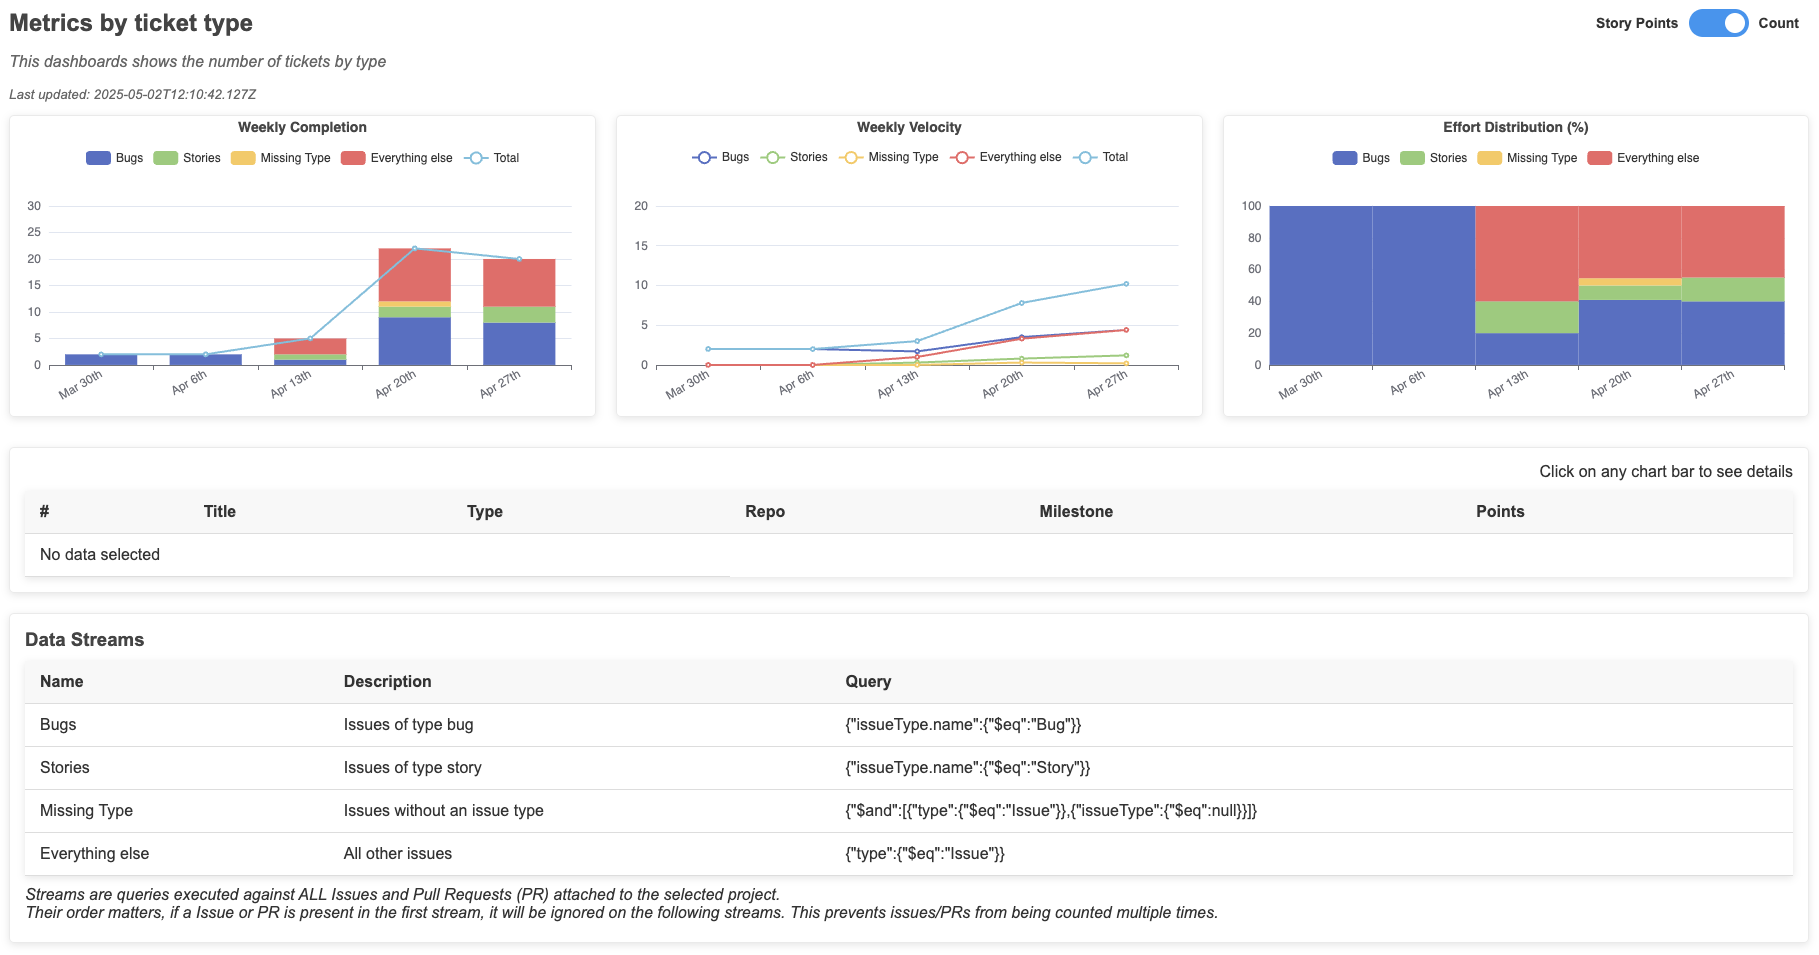 Metrics by ticket type
Story Points Count
This dashboards shows the number of tickets by type
Last updated: 2025-05-02T12:10:42.127Z
Weekly Completion
Bugs Stories Missing Type Everything else Total
30
25
20
15
10
5
0
Mar 30th Apr 6th Apr 13th Apr 20th Apr 27th
Weekly Velocity
Bugs Stories Missing Type Everything else Total
20
15
10
5
0
Mar 30th Apr 6th Apr 13th Apr 20th Apr 27th
Effort Distribution (%)
Bugs Stories Missing Type Everything else
100
80
60
40
20
0
Mar 30th Apr 6th Apr 13th Apr 20th Apr 27th
Click on any chart bar to see details
# Title Type Repo Milestone Points
No data selected
Data Streams
Name Description Query
Bugs Issues of type bug {"issueType.name":{"$eq":"Bug"}}
Stories Issues of type story {"issueType.name":{"$eq":"Story"}}
Missing Type Issues without an issue type {"$and":[{"type":{"$eq":"Issue"}},{"issueType":{"$eq":null}}]}
Everything else All other issues {"type":{"$eq":"Issue"}}
Streams are queries executed against ALL Issues and Pull Requests (PR) attached to the selected project.
Their order matters, if a Issue or PR is present in the first stream, it will be ignored on the following streams. This prevents issues/PRs from being counted multiple times.